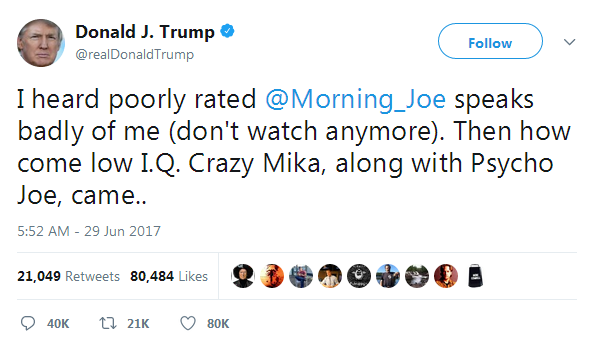 Donald J. Trump
@realDonaldTrump
Follow
I heard poorly rated @Morning_Joe speaks
badly of me (don't watch anymore). Then how
come low I.Q. Crazy Mika, along with Psycho
Joe, came..
5:52 AM - 29 Jun 2017
21,049 Retweets 80,484 Likes
40K 21K 80K